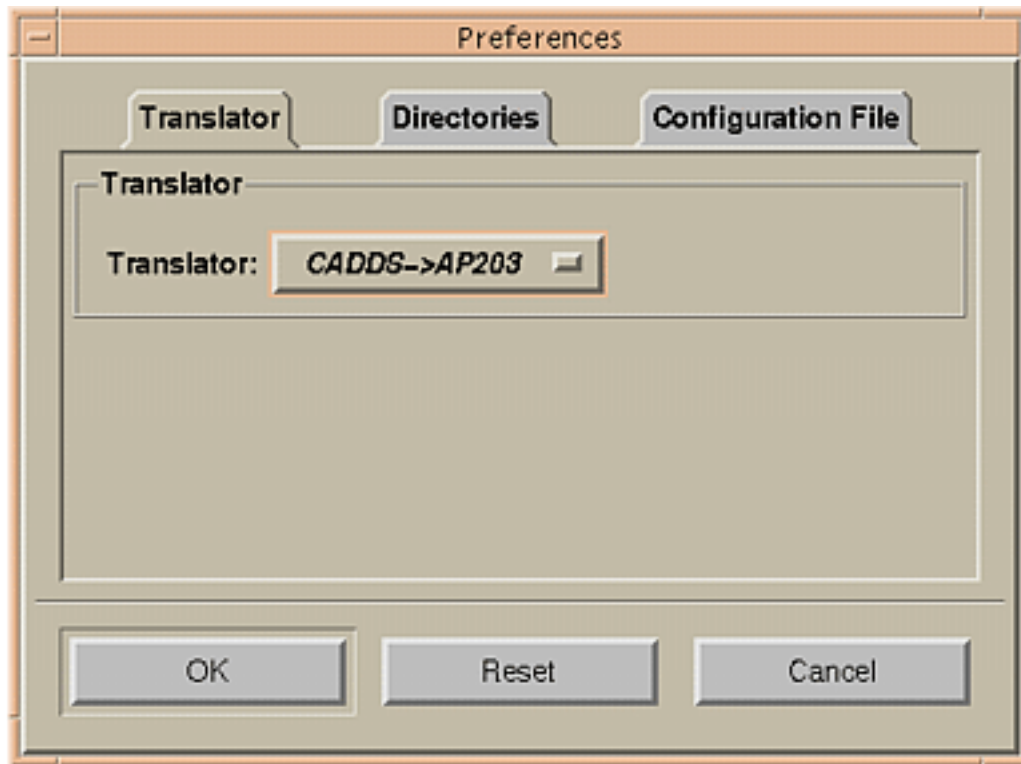 Preferences
Translator Directories Configuration File
Translator
Translator: CADDS->AP203
OK Reset Cancel